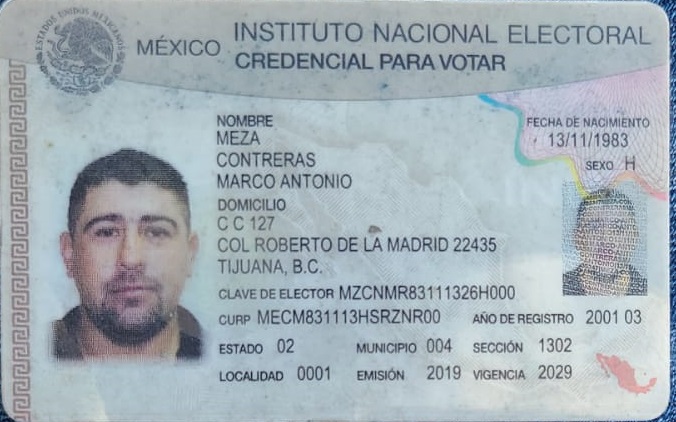 ESTADOS UNIDOS MEXICANOS
MÉXICO
INSTITUTO NACIONAL ELECTORAL
CREDENCIAL PARA VOTAR
NOMBRE
MEZA
CONTRERAS
MARCO ANTONIO
FECHA DE NACIMIENTO
13/11/1983
SEXO H
DOMICILIO
C C 127
COL ROBERTO DE LA MADRID 22435
TIJUANA, B.C.
CLAVE DE ELECTOR MZCNMR83111326H000
CURP MECM831113HSRZNR00 AÑO DE REGISTRO 2001 03
ESTADO 02 MUNICIPIO 004 SECCIÓN 1302
LOCALIDAD 0001 EMISIÓN 2019 VIGENCIA 2029